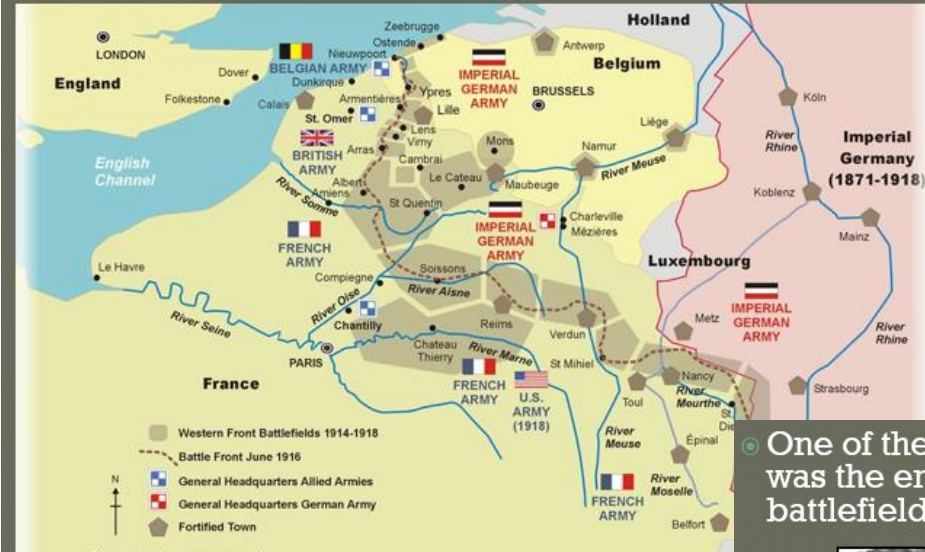 Zeebrugge
Holland
LONDON
Ostende
Nieuwpoort
Antwerp
BELGIAN ARMY
IMPERIAL
GERMAN
ARMY
Belgium
England
Dover
Dunkirque
Ypres
BRUSSELS
Folkestone
Calais
Armentières
Lille
Köln
St. Omer
Liège
River
Rhine
Imperial
Germany
(1871-1918)
Lens
Vimy
Mons
Namur
BRITISH
ARMY
Arras
Cambrai
River Meuse
English
Channel
Le Cateau
Maubeuge
Koblenz
Albert
Amiens
River Somme
St Quentin
IMPERIAL
GERMAN
ARMY
Charleville
Mézières
Mainz
FRENCH
ARMY
Luxembourg
Le Havre
Compiegne
Soissons
River Aisne
IMPERIAL
GERMAN
ARMY
River Oise
River Seine
Chantilly
Reims
Verdun
Metz
River
Rhine
PARIS
Chateau
Thierry
River Marne
St Mihiel
France
FRENCH
ARMY
U.S.
ARMY
(1918)
Nancy
Toul
River
Meurthe
Strasbourg
St.
Die
Western Front Battlefields 1914-1918
River
Meuse
Épinal
Battle Front June 1916
N
General Headquarters Allied Armies
General Headquarters German Army
FRENCH
ARMY
River
Moselle
Fortified Town
Belfort
One of the
was the en
battlefield